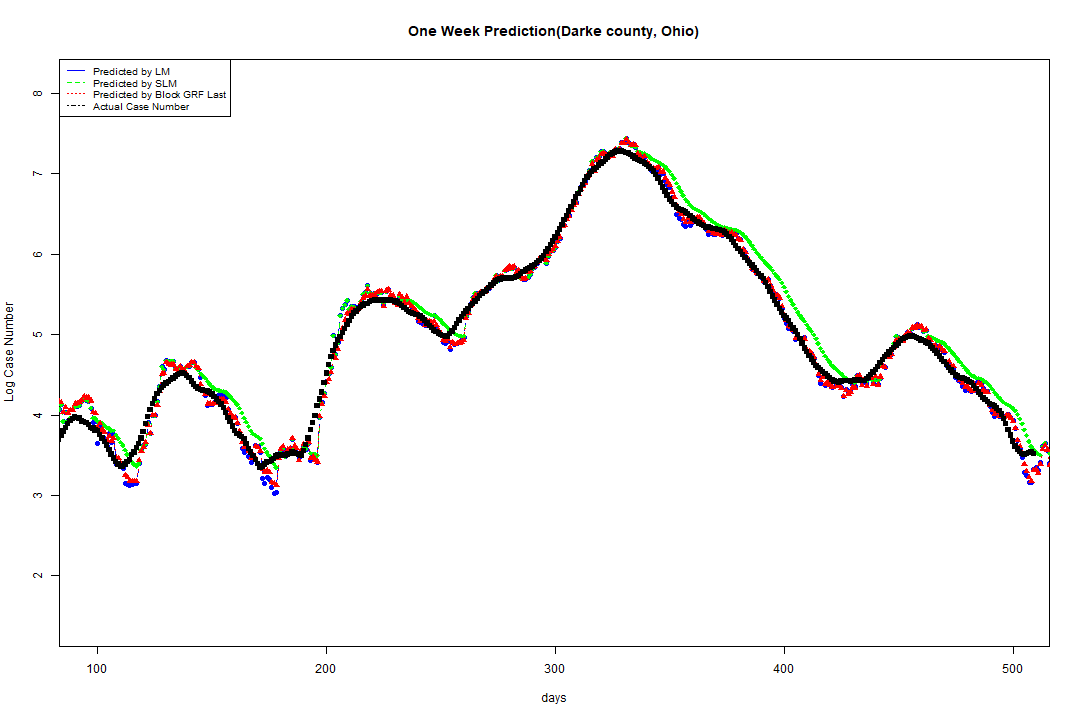 One Week Prediction(Darke county, Ohio)
Predicted by LM
Predicted by SLM
Predicted by Block GRF Last
Actual Case Number
8
7
6
5
4
3
2
Log Case Number
100
200
300
400
500
days